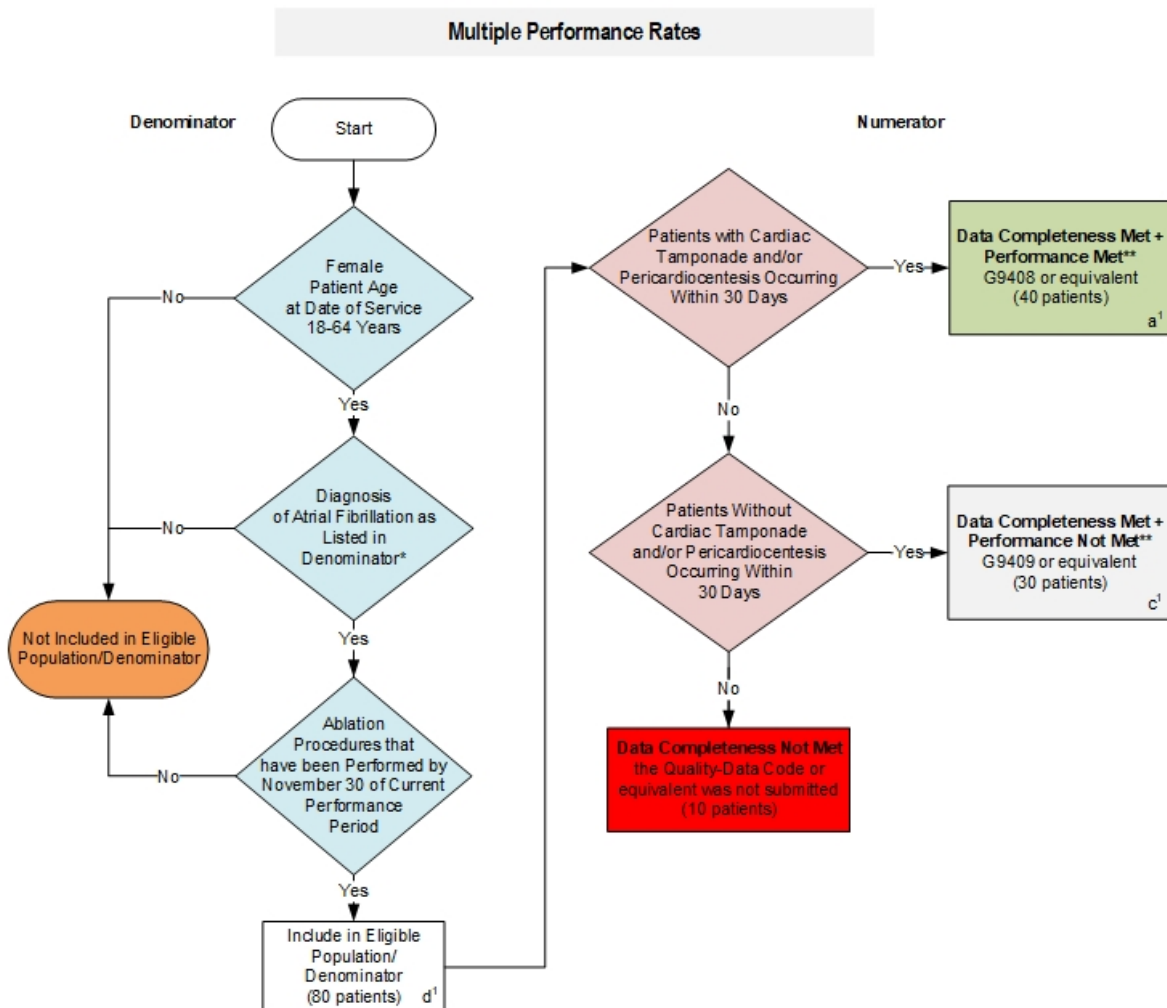 Multiple Performance Rates
Denominator
Start
Numerator
Female
Patient Age
at Date of Service
18-64 Years
No
Yes
Diagnosis
of Atrial Fibrillation as
Listed in
Denominator*
No
Yes
Not Included in Eligible
Population/Denominator
Ablation
Procedures that
have been Performed by
November 30 of Current
Performance
Period
No
Yes
Include in Eligible
Population/
Denominator
(80 patients) d¹
Patients with Cardiac
Tamponade and/or
Pericardiocentesis Occurring
Within 30 Days
Yes
Data Completeness Met +
Performance Met**
G9408 or equivalent
(40 patients)
a¹
No
Patients Without
Cardiac Tamponade
and/or Pericardiocentesis
Occurring Within
30 Days
Yes
Data Completeness Met +
Performance Not Met**
G9409 or equivalent
(30 patients)
c¹
No
Data Completeness Not Met
the Quality-Data Code or
equivalent was not submitted
(10 patients)